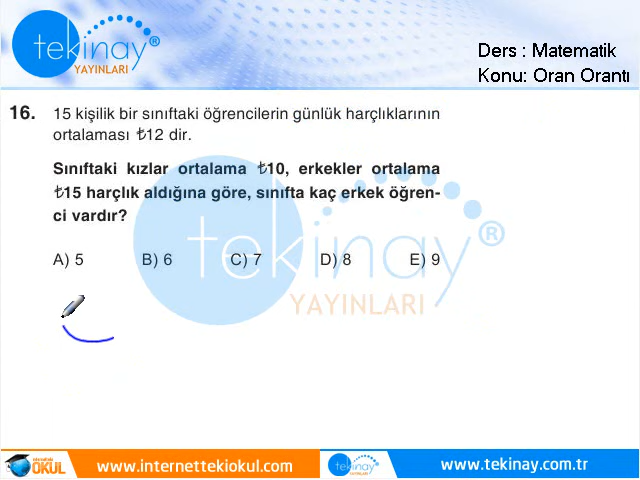 tekinay®
YAYINLARI
Ders : Matematik
Konu: Oran Orantı
16. 15 kişilik bir sınıftaki öğrencilerin günlük harçlıklarının
ortalaması ₺12 dir.
Sınıftaki kızlar ortalama ₺10, erkekler ortalama
₺15 harçlık aldığına göre, sınıfta kaç erkek öğren-
ci vardır?
A) 5 B) 6 C) 7 D) 8 E) 9
tekinay®
YAYINLARI
OKUL
www.internettekiokul.com
tekinay
www.tekinay.com.tr